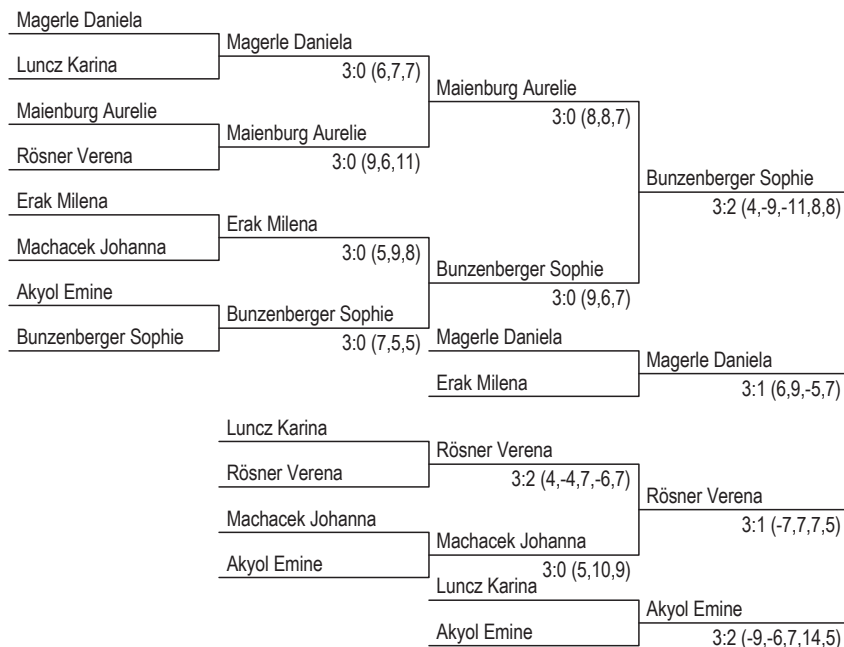 Magerle Daniela
Magerle Daniela
Luncz Karina
3:0 (6,7,7)
Maienburg Aurelie
Maienburg Aurelie
3:0 (8,8,7)
Maienburg Aurelie
Rösner Verena
3:0 (9,6,11)
Bunzenberger Sophie
3:2 (4,-9,-11,8,8)
Erak Milena
Erak Milena
Machacek Johanna
3:0 (5,9,8)
Bunzenberger Sophie
3:0 (9,6,7)
Akyol Emine
Bunzenberger Sophie
Bunzenberger Sophie
3:0 (7,5,5)
Magerle Daniela
Magerle Daniela
Erak Milena
3:1 (6,9,-5,7)
Luncz Karina
Rösner Verena
Rösner Verena
3:2 (4,-4,7,-6,7)
Rösner Verena
3:1 (-7,7,7,5)
Machacek Johanna
Machacek Johanna
Akyol Emine
3:0 (5,10,9)
Luncz Karina
Akyol Emine
Akyol Emine
3:2 (-9,-6,7,14,5)